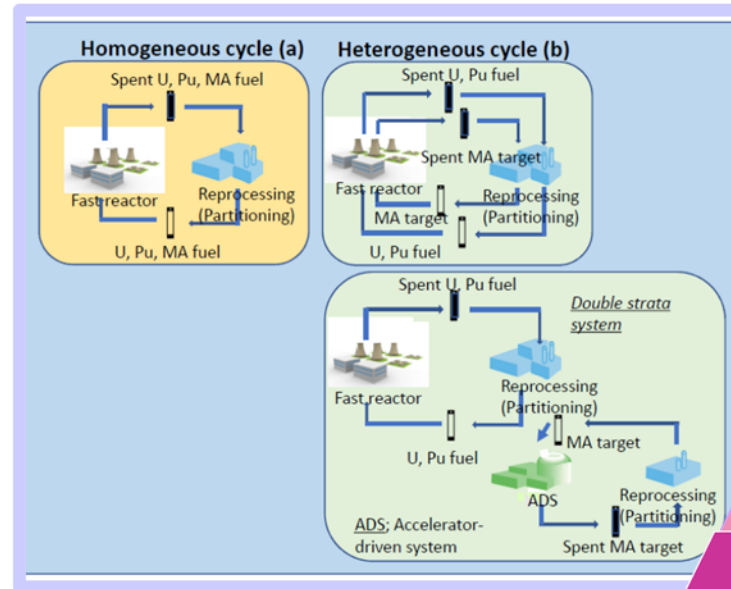 Homogeneous cycle (a)
Spent U, Pu, MA fuel
Fast reactor
Reprocessing
(Partitioning)
U, Pu, MA fuel
Heterogeneous cycle (b)
Spent U, Pu fuel
Spent MA target
Fast reactor
Reprocessing
(Partitioning)
MA target
U, Pu fuel
Spent U, Pu fuel
Double strata
system
Fast reactor
Reprocessing
(Partitioning)
MA target
U, Pu fuel
ADS
Reprocessing
(Partitioning)
ADS; Accelerator-
driven system
Spent MA target